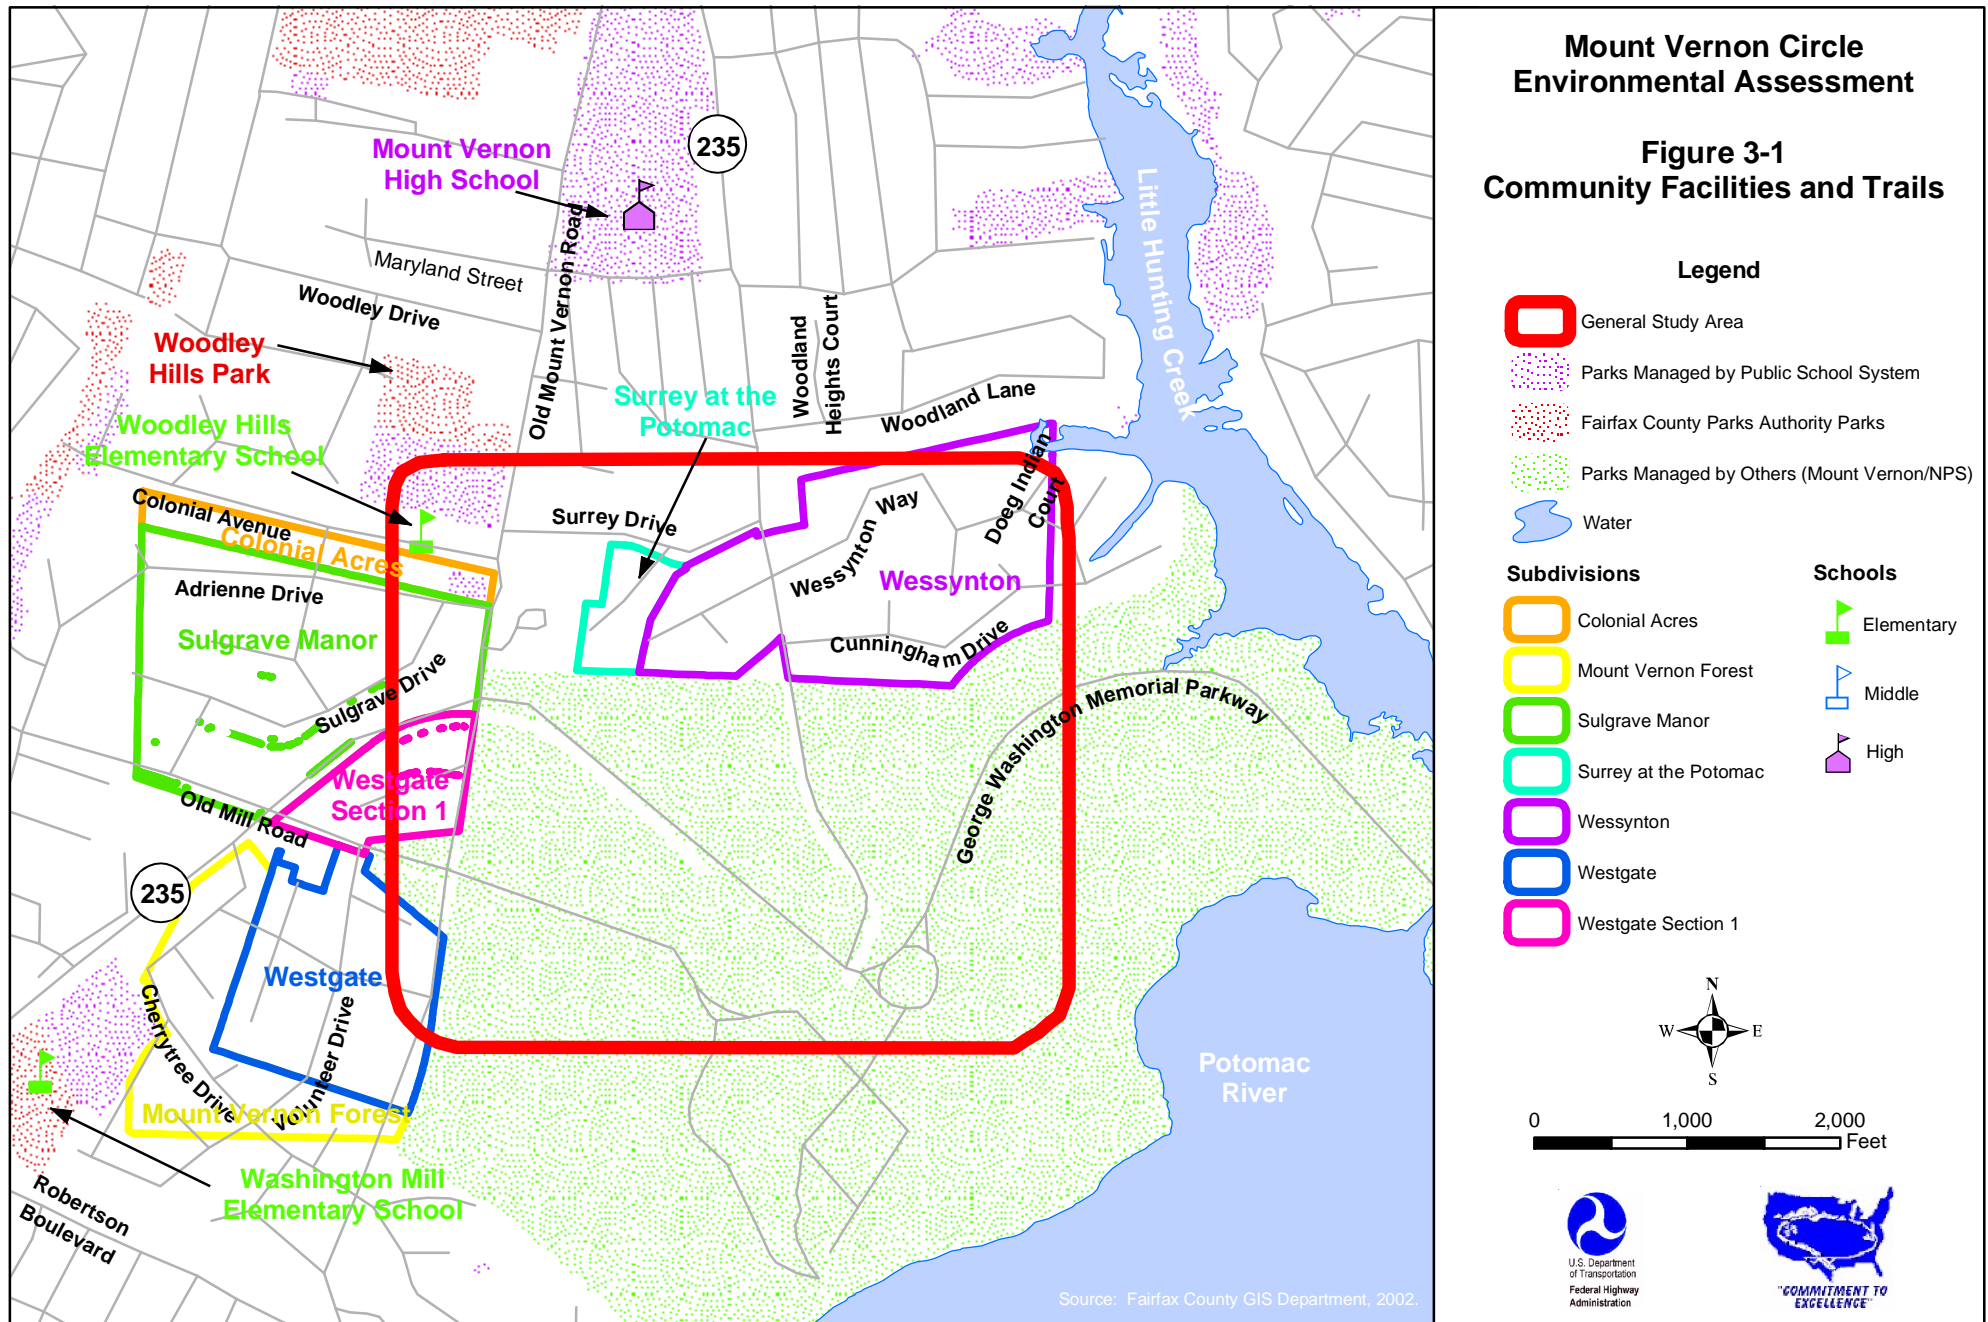 Mount Vernon Circle
Environmental Assessment
Figure 3-1
Community Facilities and Trails
Legend
General Study Area
Parks Managed by Public School System
Fairfax County Parks Authority Parks
Parks Managed by Others (Mount Vernon/NPS)
Water
Subdivisions
Colonial Acres
Mount Vernon Forest
Sulgrave Manor
Surrey at the Potomac
Wessynton
Westgate
Westgate Section 1
Schools
Elementary
Middle
High
N
W
E
S
0
1,000
2,000
Feet
U.S. Department
of Transportation
Federal Highway
Administration
"COMMITMENT TO
EXCELLENCE"
235
Mount Vernon
High School
Little Hunting Creek
Old Mount Vernon Road
Maryland Street
Woodley Drive
Woodley
Hills Park
Woodland
Heights Court
Surrey at the
Potomac
Woodland Lane
Woodley Hills
Elementary School
Colonial Avenue
Colonial Acres
Surrey Drive
Doeg Indian
Court
Wessynton Way
Wessynton
Adrienne Drive
Sulgrave Manor
Cunningham Drive
Sulgrave Drive
George Washington Memorial Parkway
Westgate
Section 1
Old Mill Road
235
Westgate
Cherrytree Drive
Volunteer Drive
Mount Vernon Forest
Potomac
River
Washington Mill
Elementary School
Robertson
Boulevard
Source: Fairfax County GIS Department, 2002.